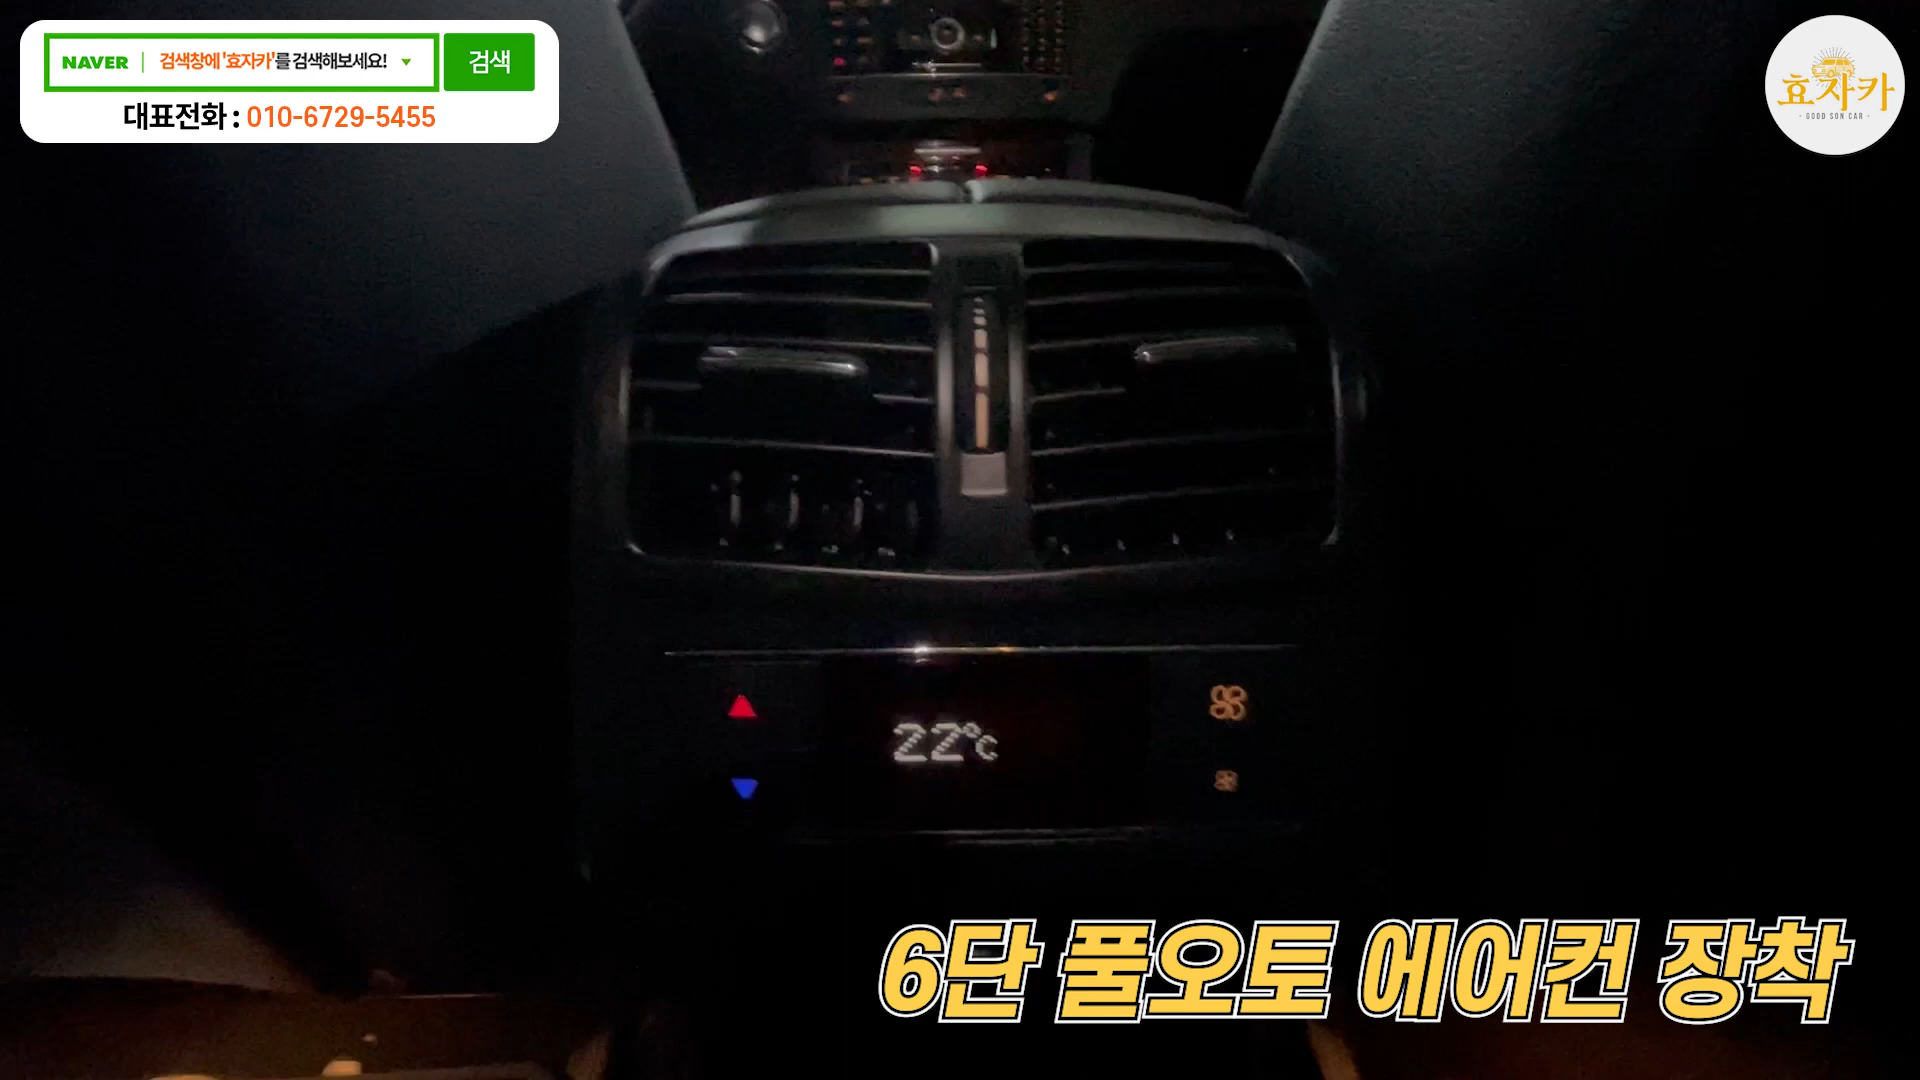 NAVER 검색창에 '효자카'를 검색해보세요! 검색
대표전화 : 010-6729-5455
효자카
· GOOD SON CAR ·
22°C
6단 풀오토 에어컨 장착